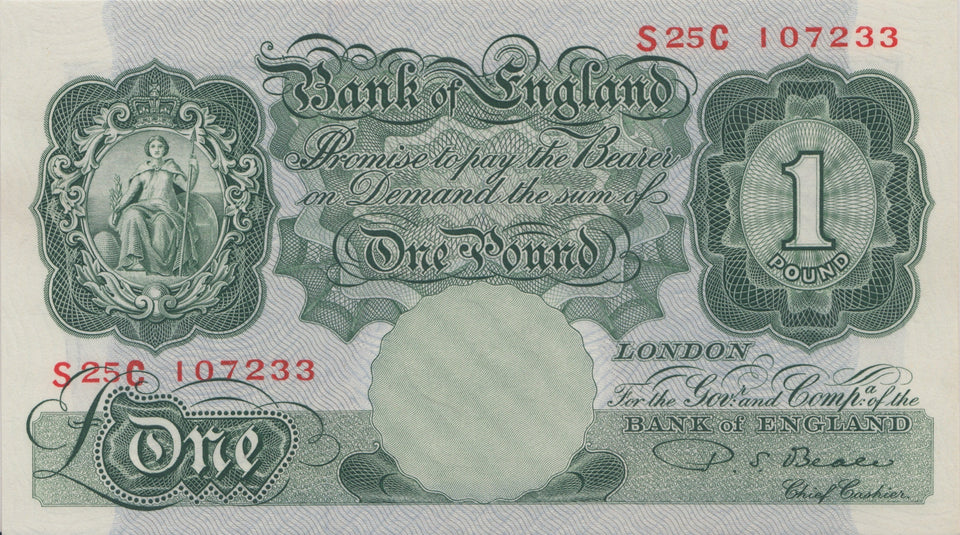 S25C 107233
Bank of England
Promise to pay the Bearer
on Demand the sum of
One Pound
1
POUND
S25C 107233
LONDON
For the Govr. and Compa. of the
BANK of ENGLAND
£One
P S Beale
Chief Cashier.